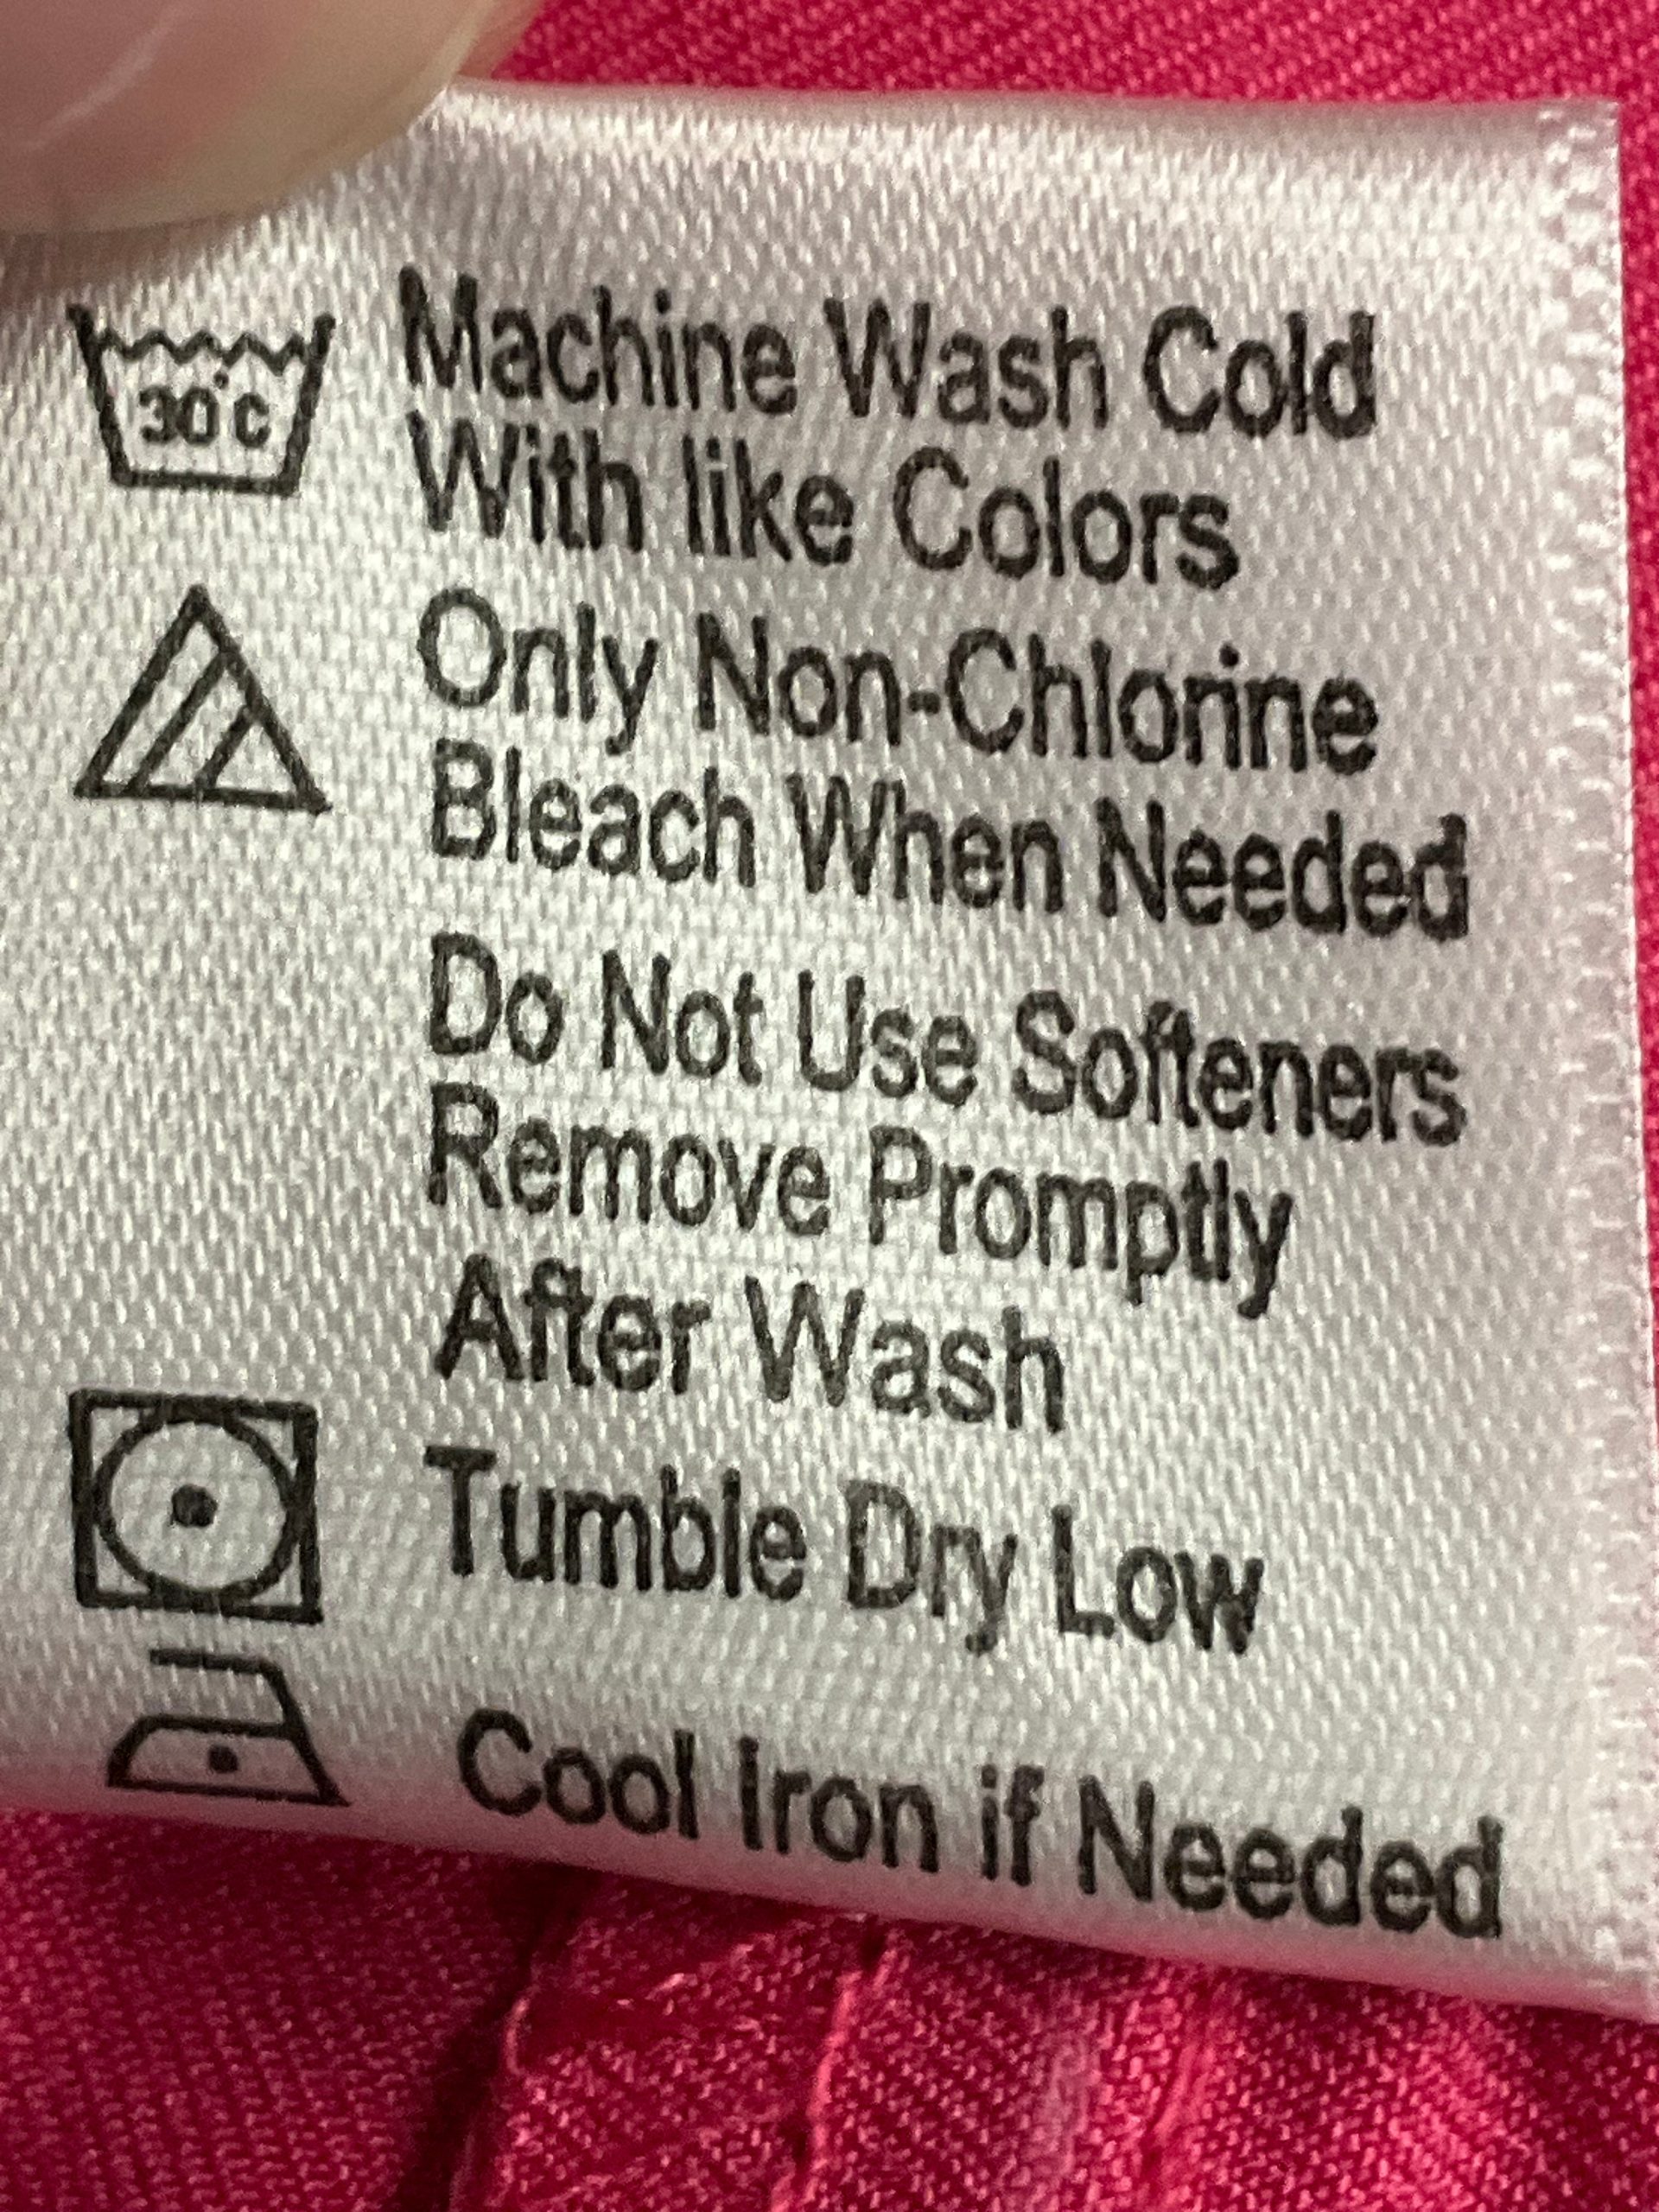 30°C
Machine Wash Cold
With like Colors
Only Non-Chlorine
Bleach When Needed
Do Not Use Softeners
Remove Promptly
After Wash
Tumble Dry Low
Cool Iron if Needed